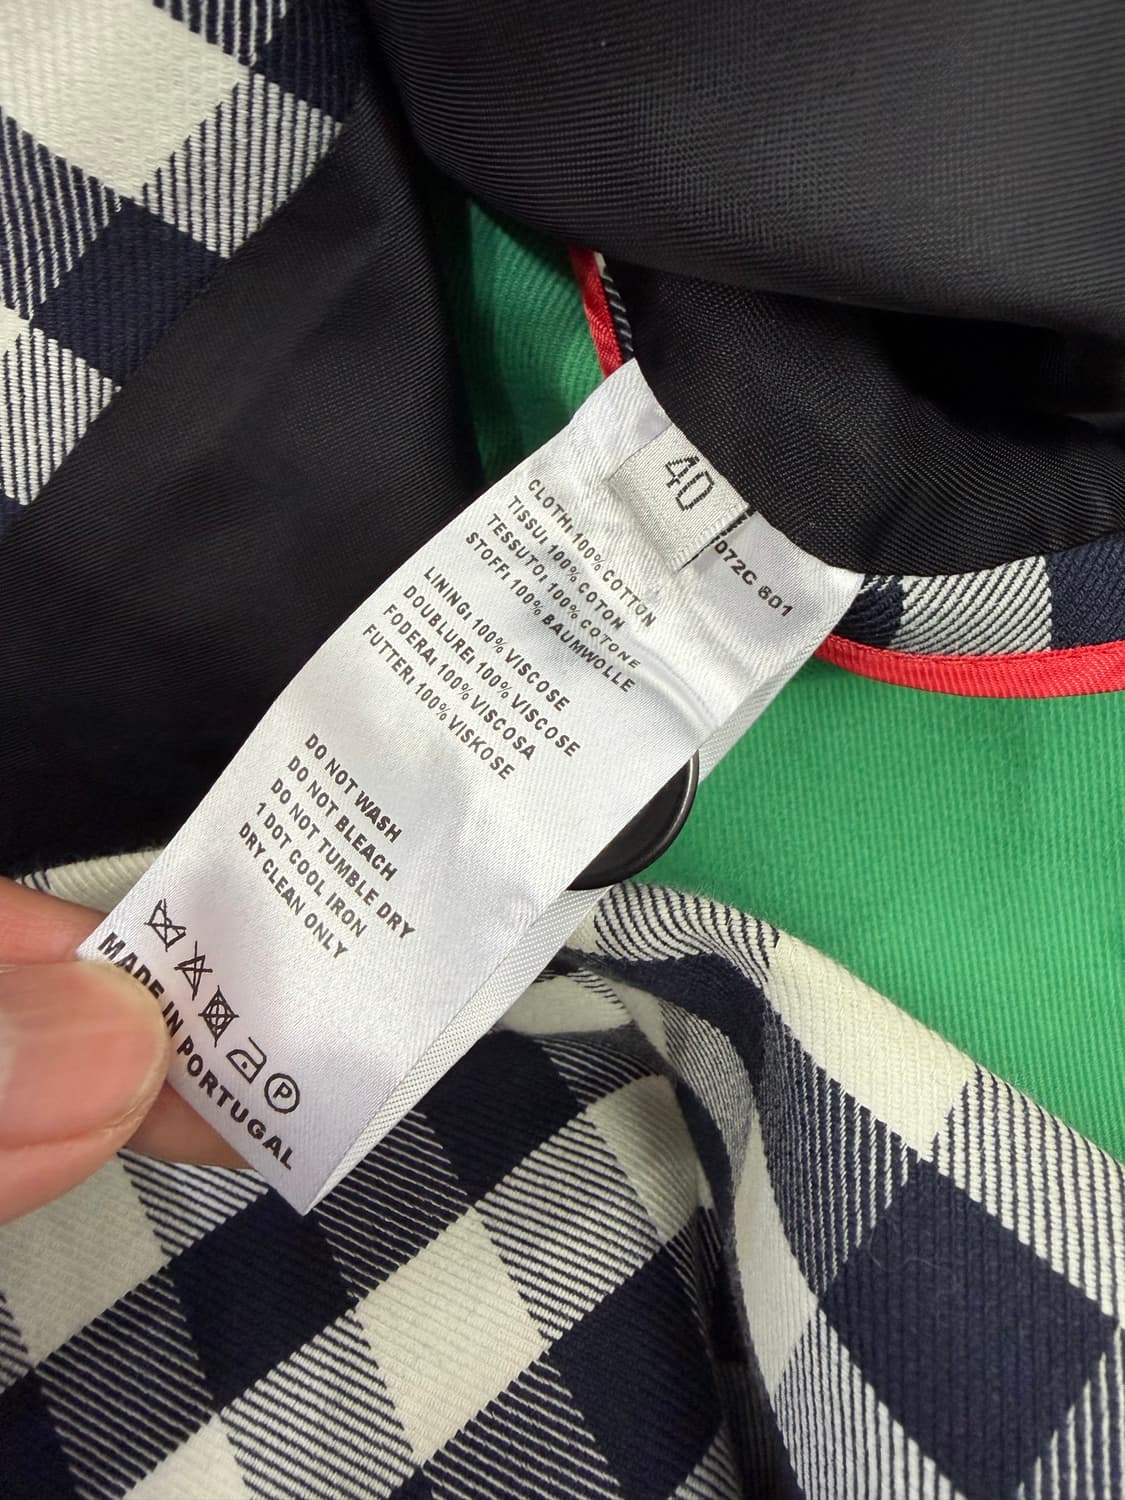 40
CLOTH: 100% COTTON
TISSU: 100% COTON
TESSUTO: 100% COTONE
STOFF: 100% BAUMWOLLE
072C 601
LINING: 100% VISCOSE
DOUBLURE: 100% VISCOSE
FODERA: 100% VISCOSA
FUTTER: 100% VISKOSE
DO NOT WASH
DO NOT BLEACH
DO NOT TUMBLE DRY
1 DOT COOL IRON
DRY CLEAN ONLY
P
MADE IN PORTUGAL